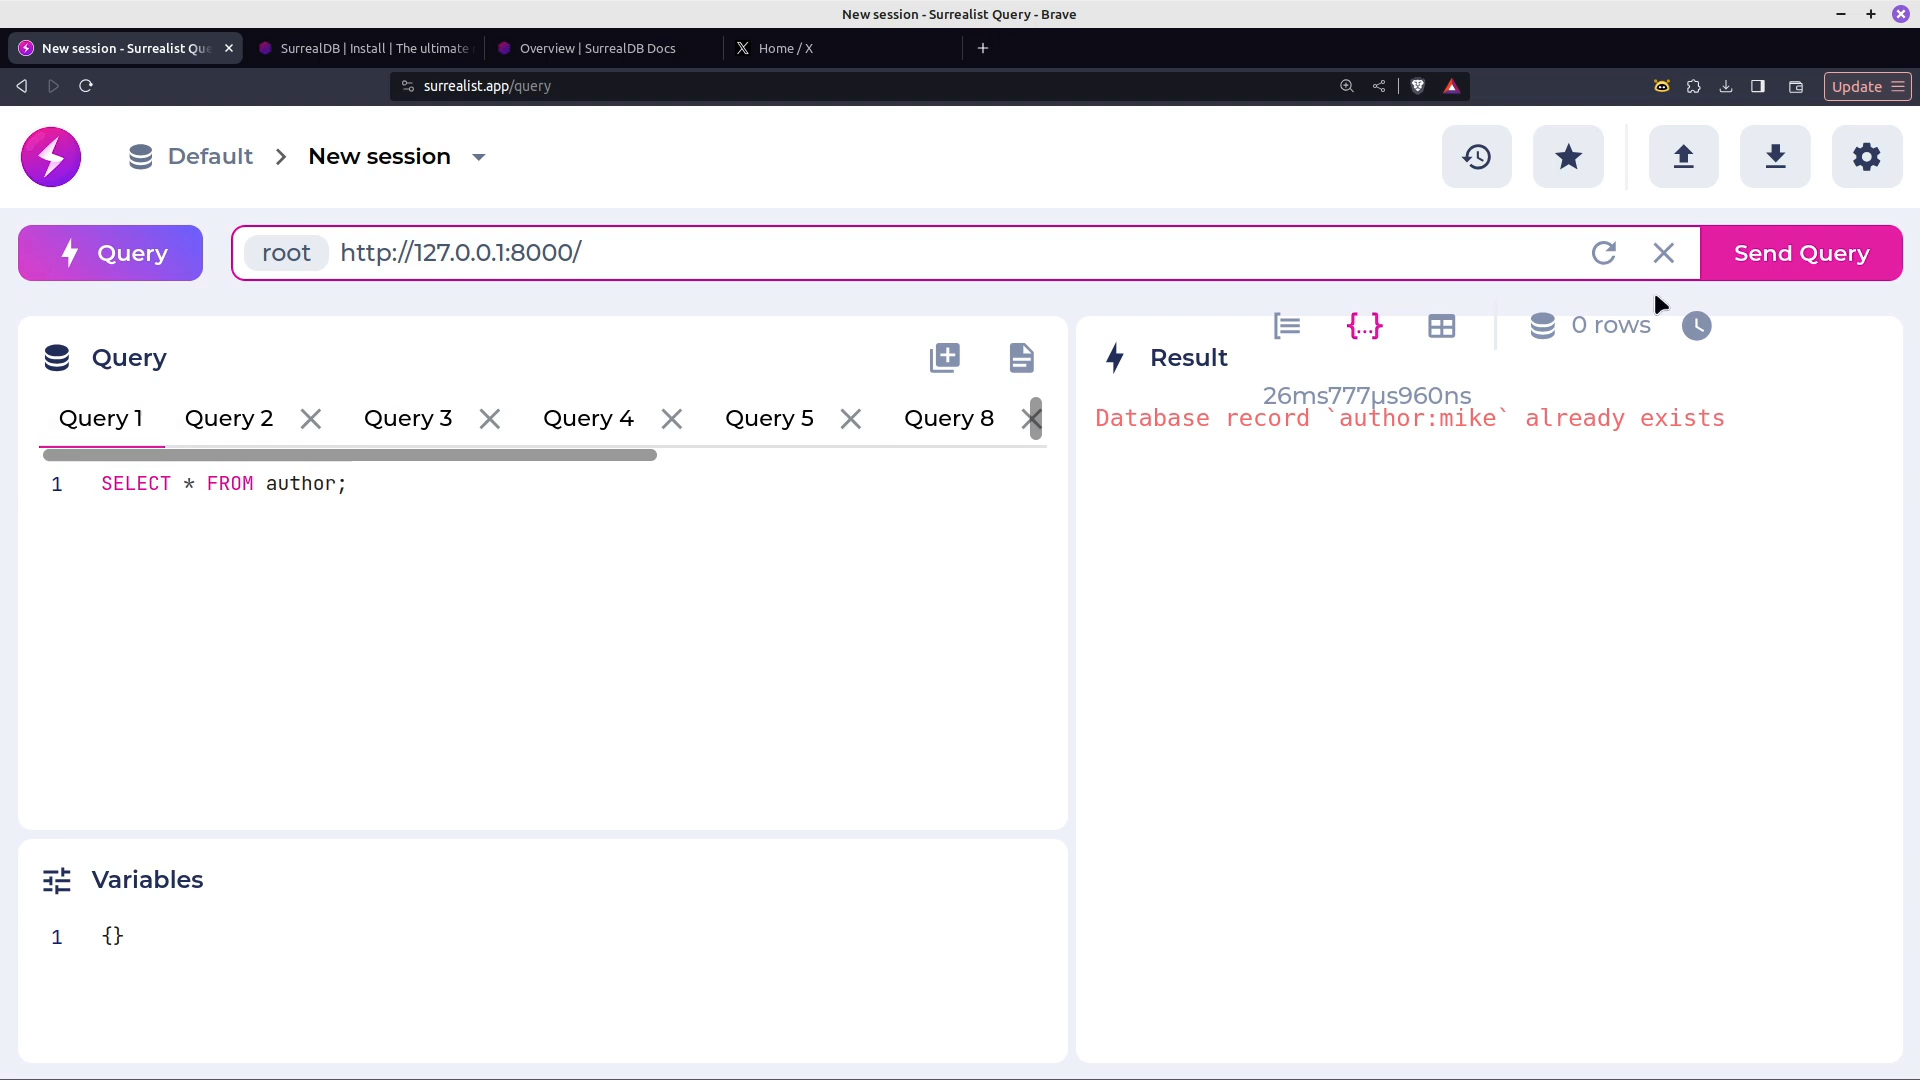 New session - Surrealist Query - Brave
New session - Surrealist Que
SurrealDB | Install | The ultimate
Overview | SurrealDB Docs
Home / X
surrealist.app/query
Update
Default
New session
Query
root
http://127.0.0.1:8000/
Send Query
Query
Query 1
Query 2
Query 3
Query 4
Query 5
Query 8
1 SELECT * FROM author;
0 rows
Result
26ms777µs960ns
Database record `author:mike` already exists
Variables
1 {}